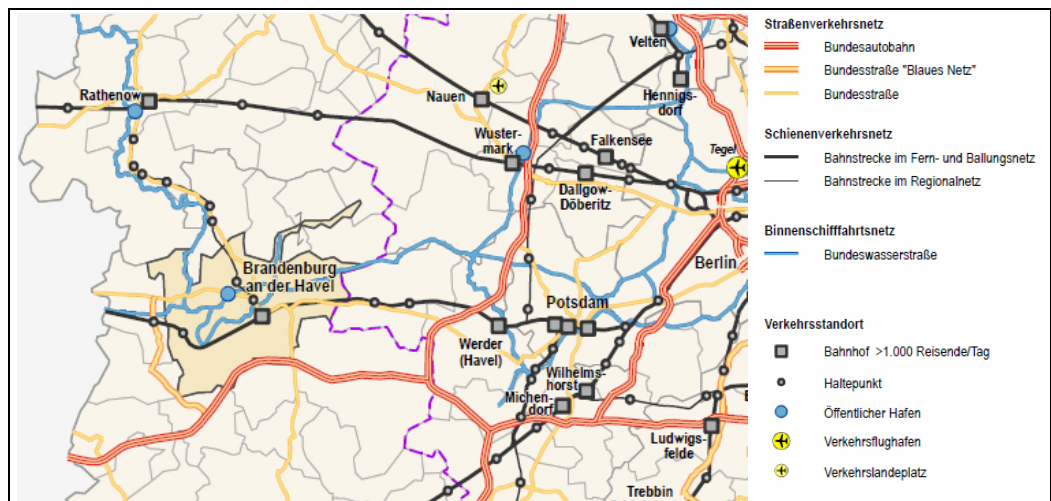 Velten
Rathenow
Nauen
Hennigs-
dorf
Wuster-
mark
Falkensee
Tegel
Dallgow-
Döberitz
Brandenburg
an der Havel
Berlin
Potsdam
Werder
(Havel)
Wilhelms-
horst
Michen-
dorf
Ludwigs-
felde
Trebbin
Straßenverkehrsnetz
Bundesautobahn
Bundesstraße "Blaues Netz"
Bundesstraße
Schienenverkehrsnetz
Bahnstrecke im Fern- und Ballungsnetz
Bahnstrecke im Regionalnetz
Binnenschifffahrtsnetz
Bundeswasserstraße
Verkehrsstandort
Bahnhof >1.000 Reisende/Tag
Haltepunkt
Öffentlicher Hafen
Verkehrsflughafen
Verkehrslandeplatz